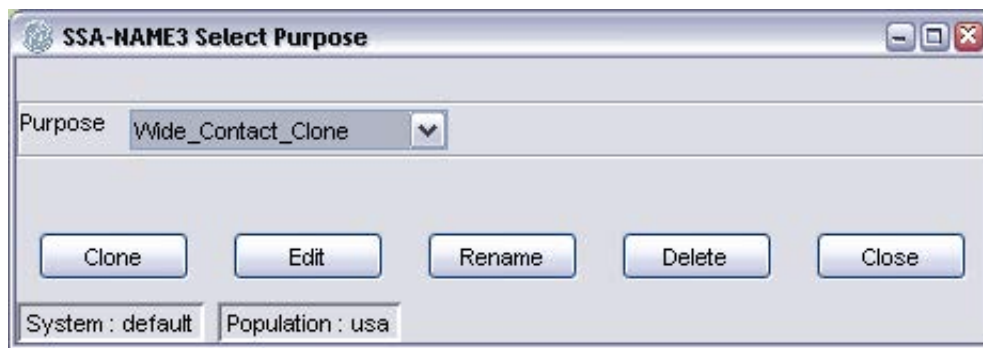 SSA-NAME3 Select Purpose
Purpose Wide_Contact_Clone
Clone Edit Rename Delete Close
System : default Population : usa